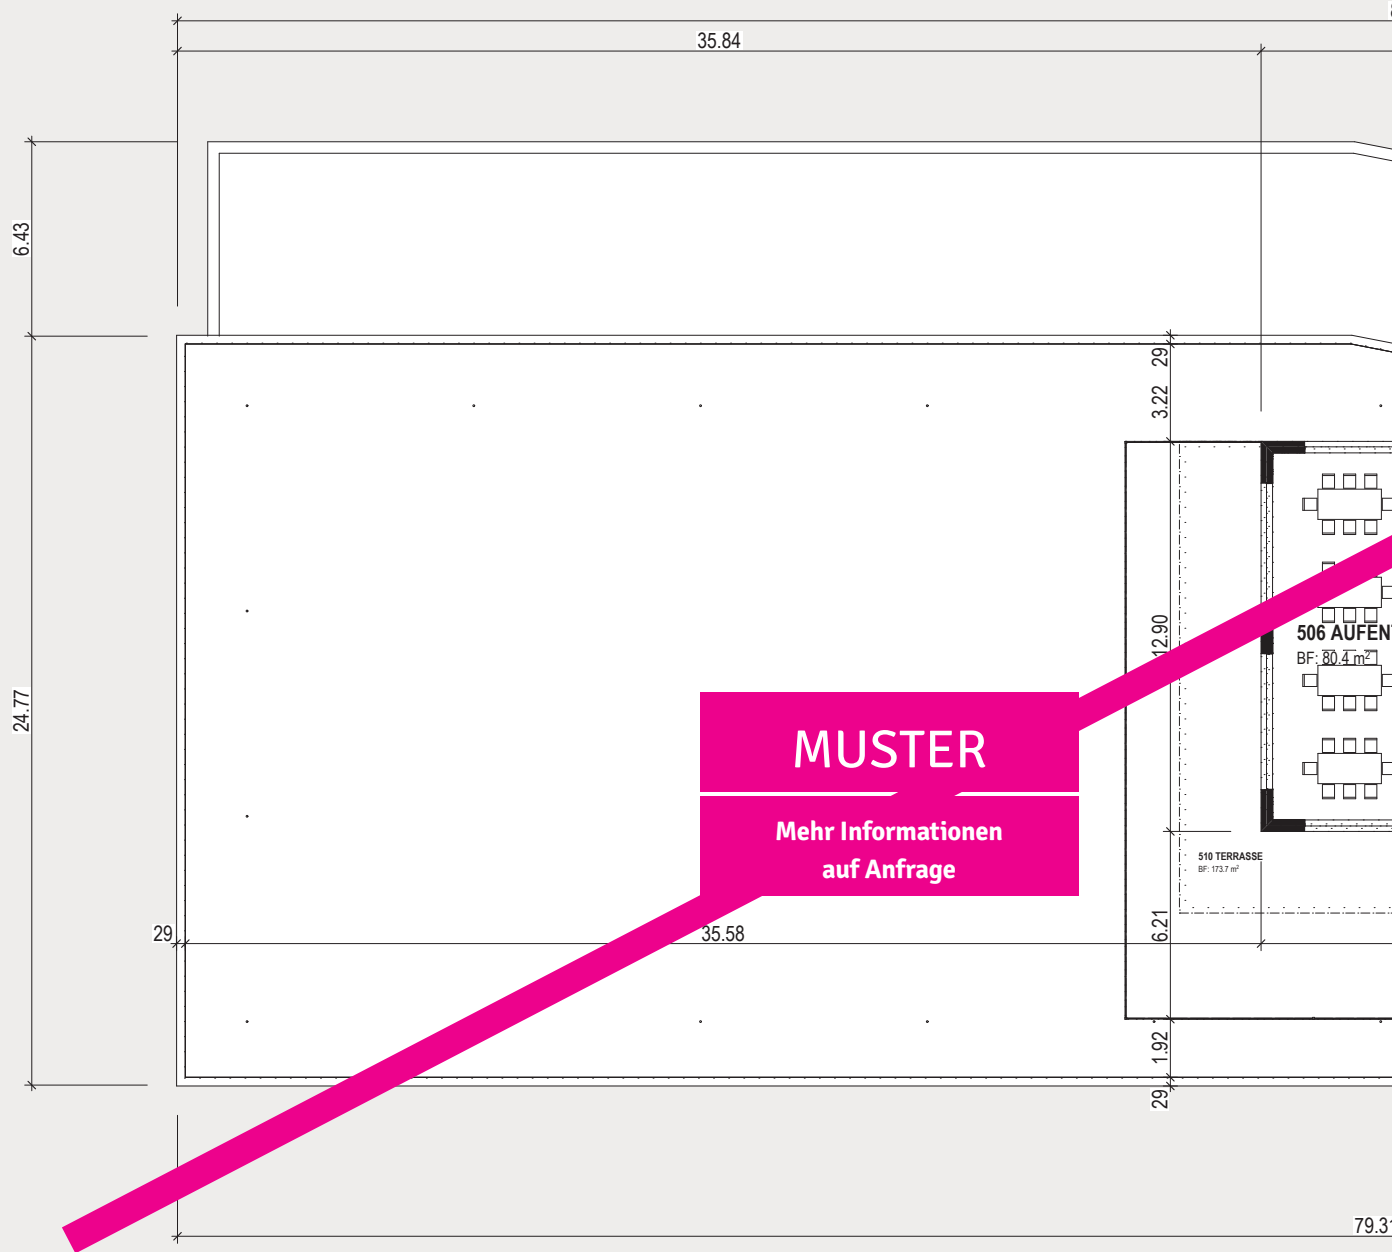 35.84
6.43
29
3.22
12.90
506 AUFEN
BF: 80.4 m²
24.77
MUSTER
Mehr Informationen
auf Anfrage
510 TERRASSE
BF: 173.7 m²
6.21
29
35.58
1.92
29
79.31